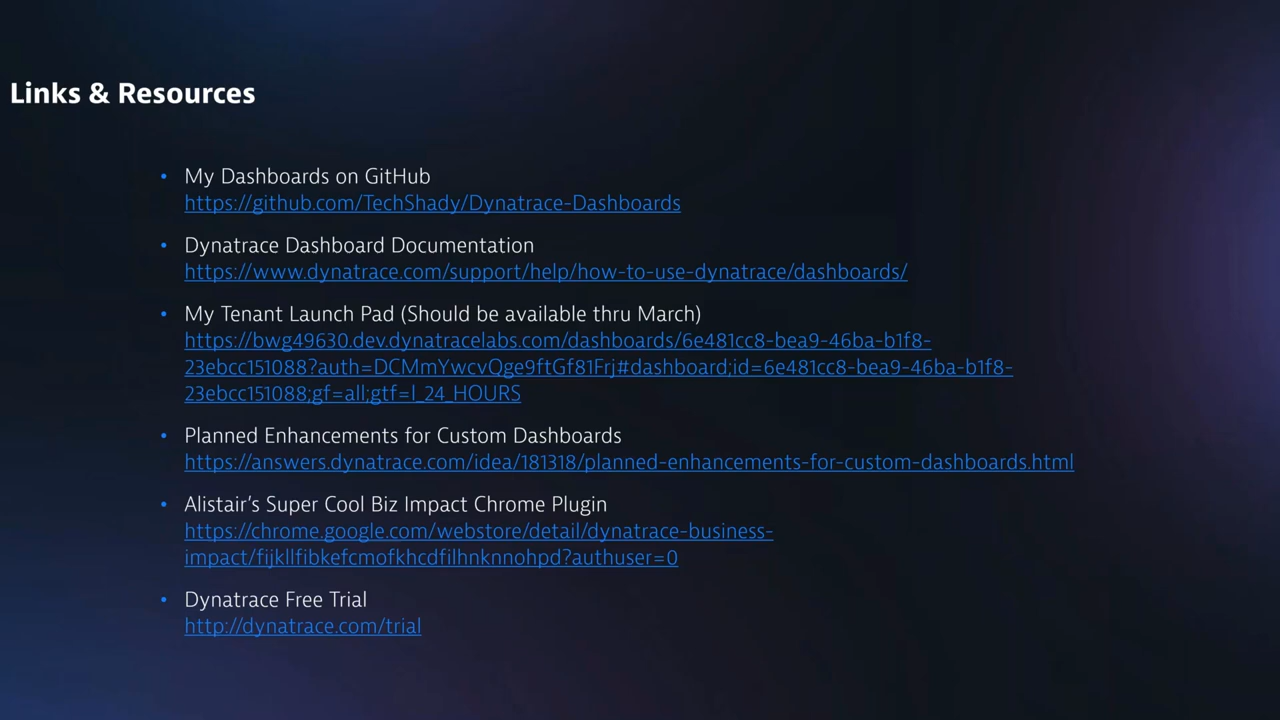 Links & Resources
• My Dashboards on GitHub
https://github.com/TechShady/Dynatrace-Dashboards
• Dynatrace Dashboard Documentation
https://www.dynatrace.com/support/help/how-to-use-dynatrace/dashboards/
• My Tenant Launch Pad (Should be available thru March)
https://bwg49630.dev.dynatracelabs.com/dashboards/6e481cc8-bea9-46ba-b1f8-
23ebcc151088?auth=DCMmYwcvQge9ftGf81Frj#dashboard;id=6e481cc8-bea9-46ba-b1f8-
23ebcc151088;gf=all;gtf=l_24_HOURS
• Planned Enhancements for Custom Dashboards
https://answers.dynatrace.com/idea/181318/planned-enhancements-for-custom-dashboards.html
• Alistair’s Super Cool Biz Impact Chrome Plugin
https://chrome.google.com/webstore/detail/dynatrace-business-
impact/fijkllfibkefcmofkhcdfilhnknnohpd?authuser=0
• Dynatrace Free Trial
http://dynatrace.com/trial